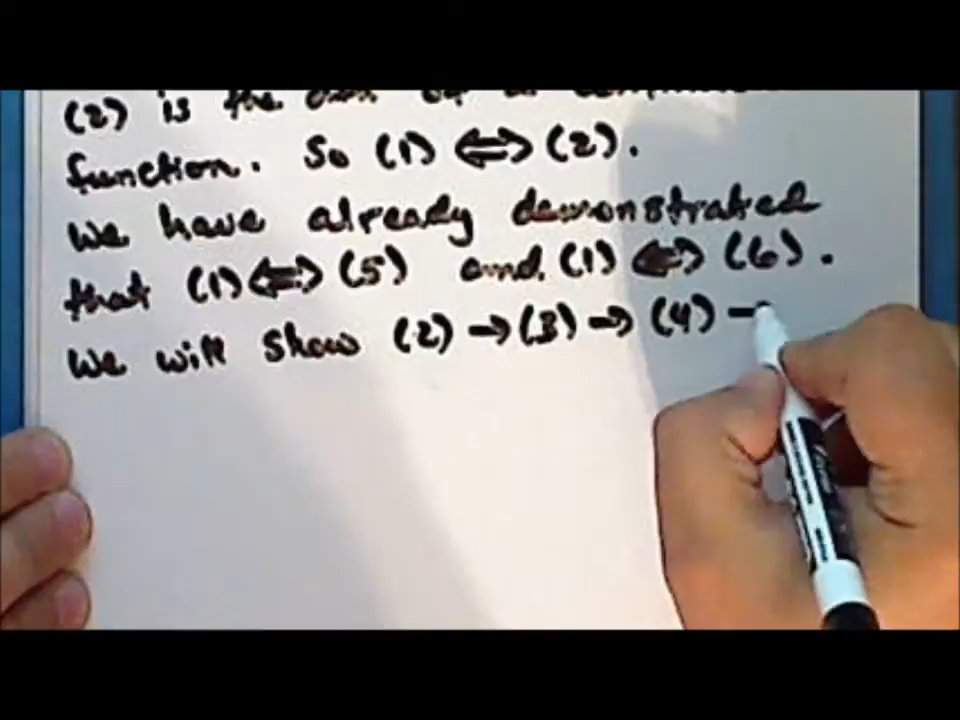 (2) is the
function. So (1) ⟺ (2).
We have already demonstrated
that (1) ⟺ (5) and (1) ⟺ (6).
We will show (2) → (3) → (4) —